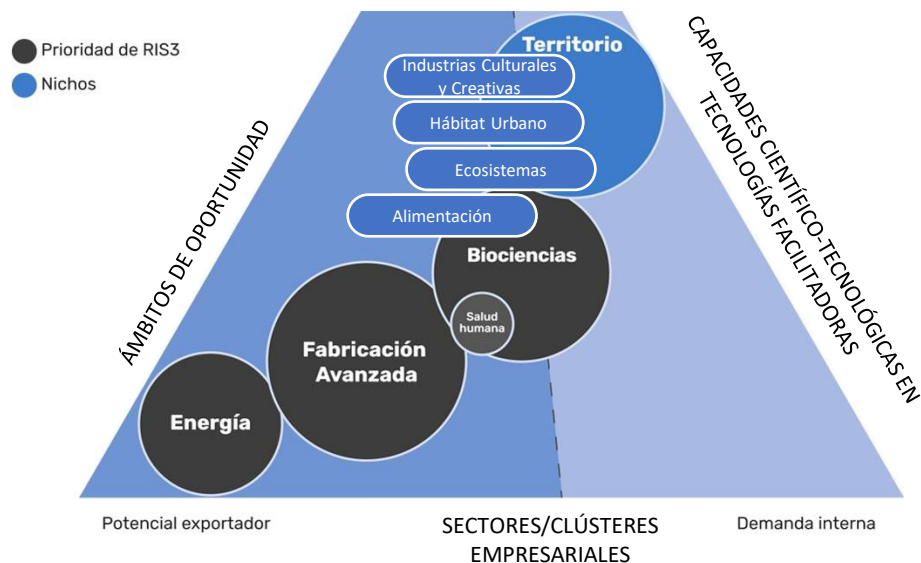 Prioridad de RIS3
Nichos
Territorio
Industrias Culturales
y Creativas
Hábitat Urbano
Ecosistemas
Alimentación
Biociencias
Salud
humana
Fabricación
Avanzada
Energía
ÁMBITOS DE OPORTUNIDAD
CAPACIDADES CIENTÍFICO-TECNOLÓGICAS EN
TECNOLOGÍAS FACILITADORAS
Potencial exportador
SECTORES/CLÚSTERES
EMPRESARIALES
Demanda interna